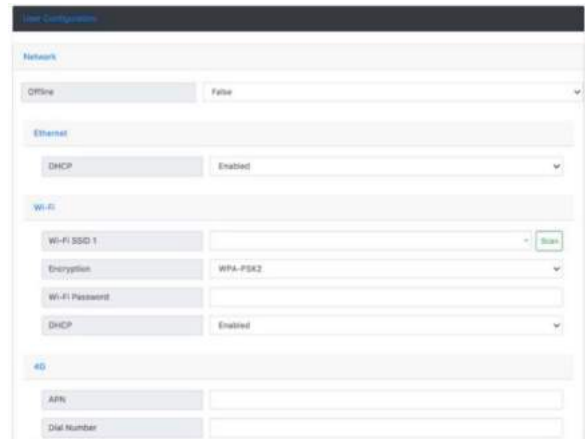 User Configuration
Network
Offline False
Ethernet
DHCP Enabled
Wi-Fi
Wi-Fi SSID 1 Scan
Encryption WPA-PSK2
Wi-Fi Password
DHCP Enabled
4G
APN
Dial Number